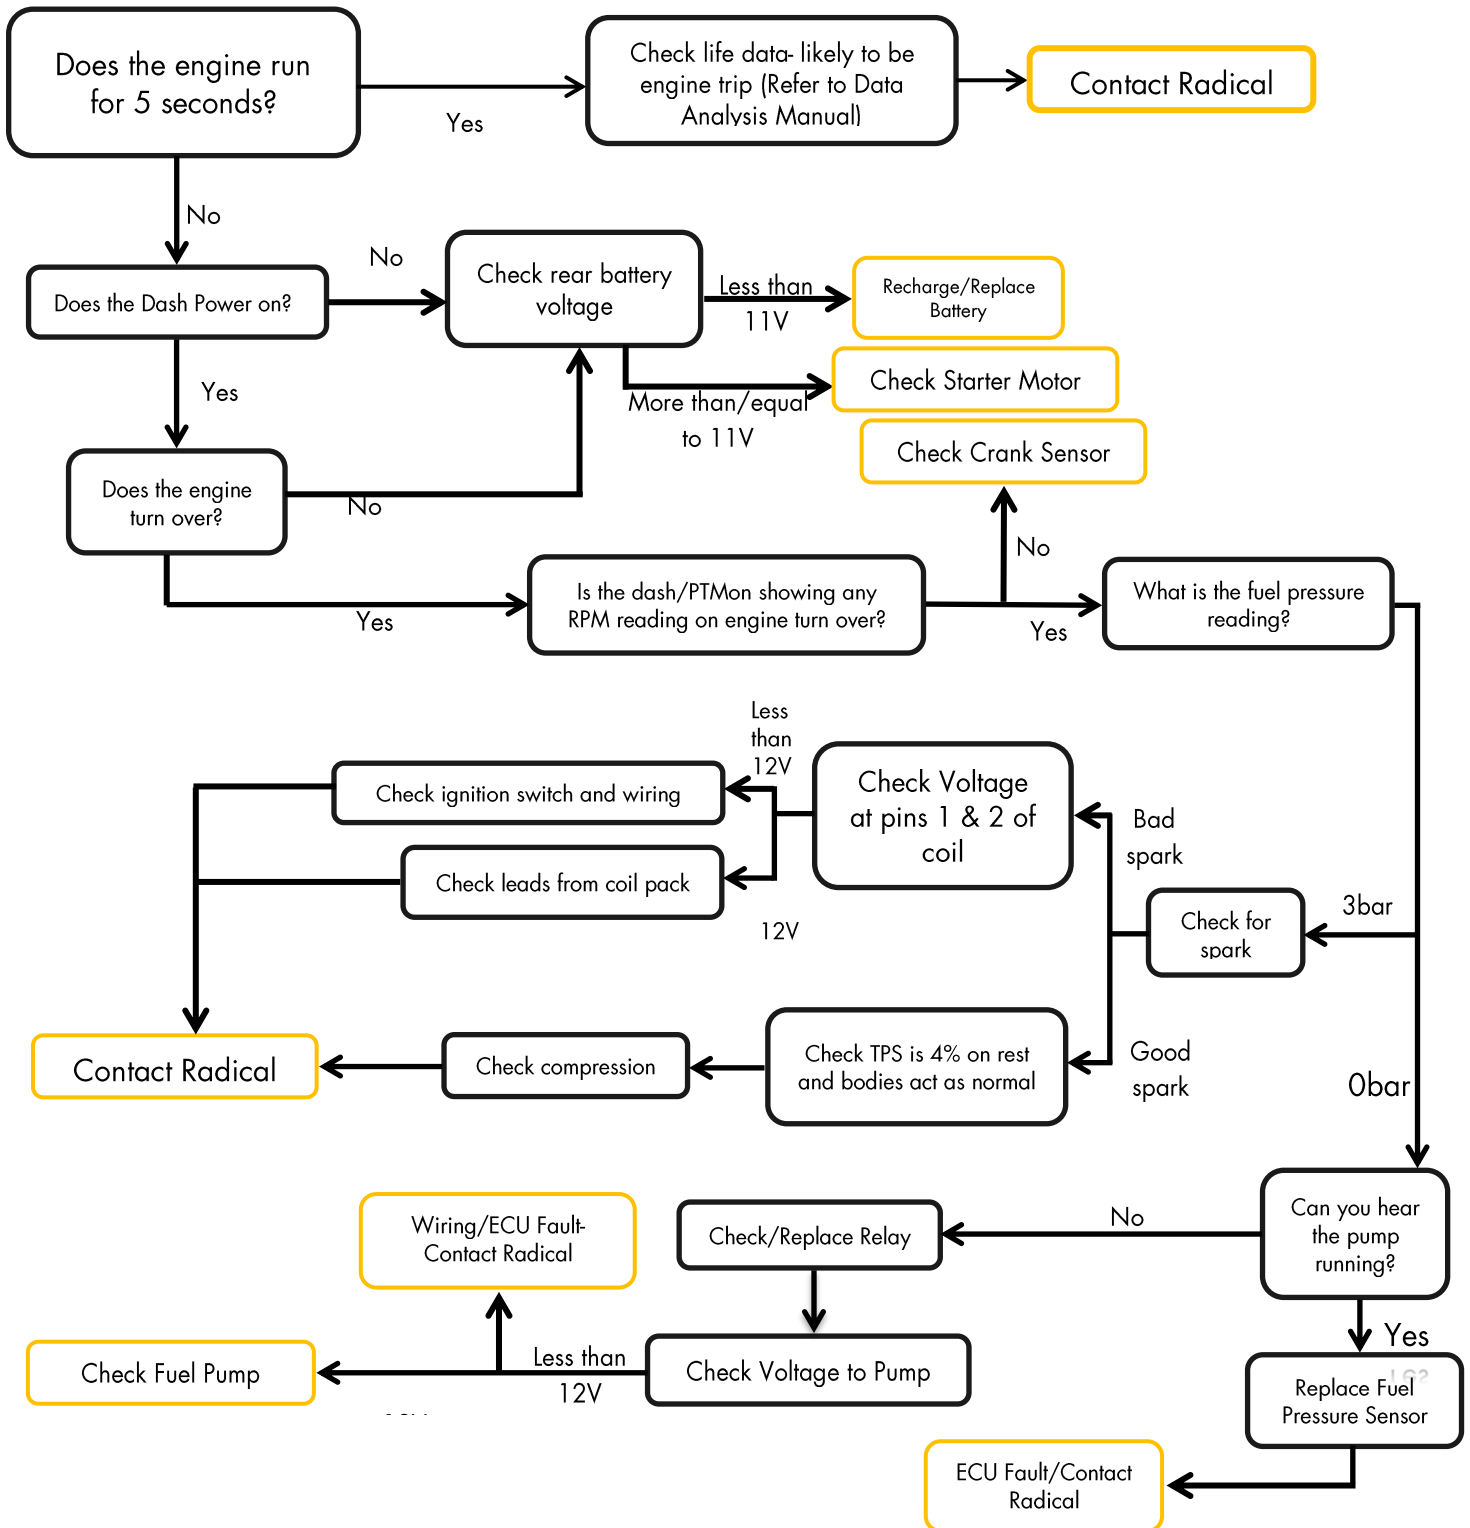 Does the engine run
for 5 seconds?
Yes
Check life data- likely to be
engine trip (Refer to Data
Analysis Manual)
Contact Radical
No
Does the Dash Power on?
No
Check rear battery
voltage
Less than
11V
Recharge/Replace
Battery
More than/equal
to 11V
Check Starter Motor
Yes
Does the engine
turn over?
No
Check Crank Sensor
No
Yes
Is the dash/PTMon showing any
RPM reading on engine turn over?
Yes
What is the fuel pressure
reading?
Less
than
12V
Check ignition switch and wiring
Check Voltage
at pins 1 & 2 of
coil
Bad
spark
Check leads from coil pack
12V
Check for
spark
3bar
Contact Radical
Check compression
Check TPS is 4% on rest
and bodies act as normal
Good
spark
0bar
Wiring/ECU Fault-
Contact Radical
Check/Replace Relay
No
Can you hear
the pump
running?
Yes
Check Fuel Pump
Less than
12V
Check Voltage to Pump
Replace Fuel
Pressure Sensor
ECU Fault/Contact
Radical